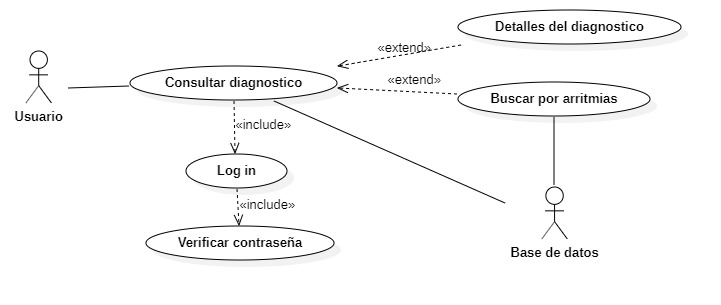 Detalles del diagnostico
«extend»
Consultar diagnostico
«extend»
Buscar por arritmias
Usuario
«include»
Log in
«include»
Verificar contraseña
Base de datos